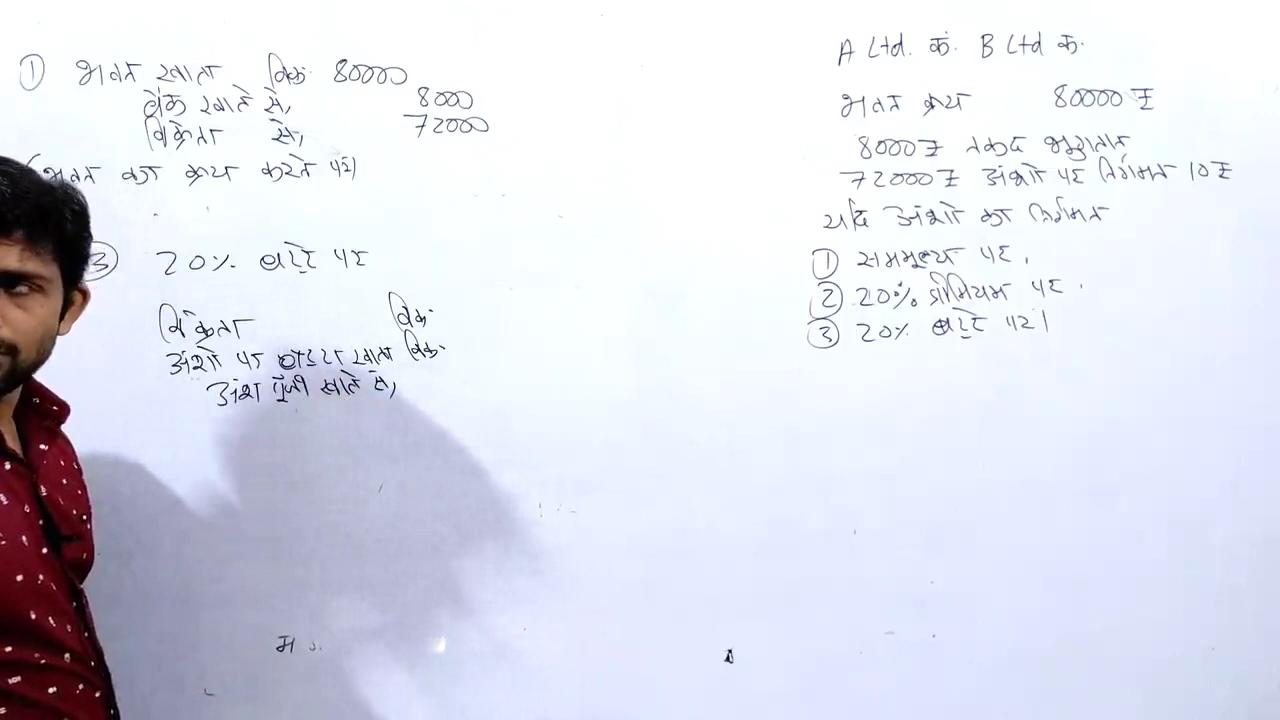 ① भवन खाता विक. 80000
बैंक खाते से, 8000
विक्रेता से, 72000
(भवन का क्रय करने पर)
3 20% बट्टे पर
विक्रेता विक.
अंशो पर बट्टा खाता विक.
अंश पूंजी खाते से,
A Ltd. कं. B Ltd क.
भवन क्रय 80000 ₹
8000 ₹ नकद भुगतान
72000 ₹ अंशो पर निर्गमन 10 ₹
यदि अंशो का निर्गमन
① सममूल्य पर.
② 20% प्रीमियम पर.
③ 20% बट्टे पर।
म